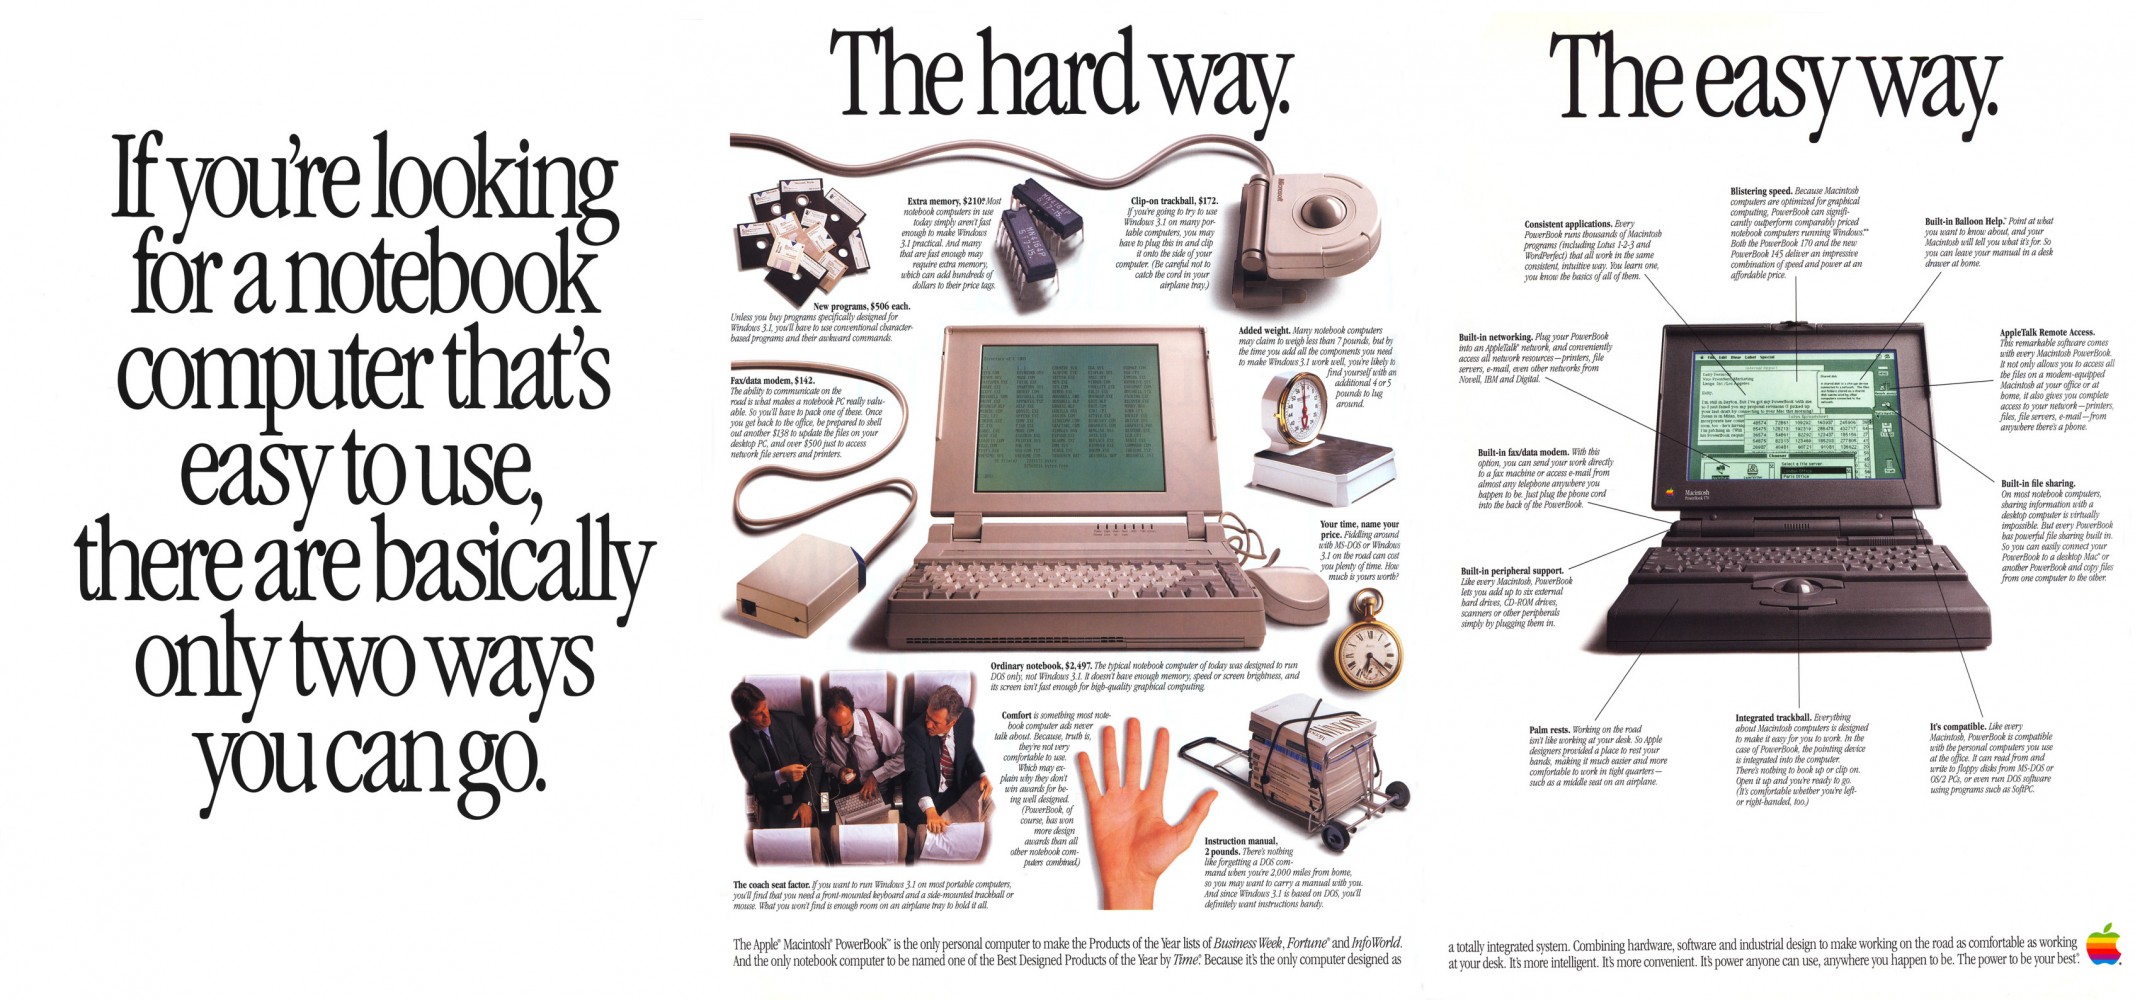 If you're looking
for a notebook
computer that's
easy to use,
there are basically
only two ways
you can go.
The hard way.
Extra memory, $210.* Most
notebook computers in use
today simply aren't fast
enough to make Windows
3.1 practical. And many
that are fast enough may
require extra memory,
which can add hundreds of
dollars to their price tags.
Clip-on trackball, $172.
If you're going to try to use
Windows 3.1 on many por-
table computers, you may
have to plug this in and clip
it onto the side of your
computer. (Be careful not to
catch the cord in your
airplane tray.)
Microsoft
New programs, $506 each.
Unless you buy programs specifically designed for
Windows 3.1, you'll have to use conventional character-
based programs and their awkward commands.
Added weight. Many notebook computers
may claim to weigh less than 7 pounds, but by
the time you add all the components you need
to make Windows 3.1 work well, you're likely to
find yourself with an
additional 4 or 5
pounds to lug
around.
Fax/data modem, $142.
The ability to communicate on the
road is what makes a notebook PC really valu-
able. So you'll have to pack one of these. Once
you get back to the office, be prepared to shell
out another $138 to update the files on your
desktop PC, and over $500 just to access
network file servers and printers.
Your time, name your
price. Fiddling around
with MS-DOS or Windows
3.1 on the road can cost
you plenty of time. How
much is yours worth?
Ordinary notebook, $2,497. The typical notebook computer of today was designed to run
DOS only, not Windows 3.1. It doesn't have enough memory, speed or screen brightness, and
its screen isn't fast enough for high-quality graphical computing.
Comfort is something most note-
book computer ads never
talk about. Because, truth is,
they're not very
comfortable to use.
Which may ex-
plain why they don't
win awards for be-
ing well designed.
(PowerBook, of
course, has won
more design
awards than all
other notebook com-
puters combined.)
WINDOWS
Instruction manual,
2 pounds. There's nothing
like forgetting a DOS com-
mand when you're 2,000 miles from home,
so you may want to carry a manual with you.
And since Windows 3.1 is based on DOS, you'll
definitely want instructions handy.
The coach seat factor. If you want to run Windows 3.1 on most portable computers,
you'll find that you need a front-mounted keyboard and a side-mounted trackball or
mouse. What you won't find is enough room on an airplane tray to hold it all.
The Apple® Macintosh® PowerBook™ is the only personal computer to make the Products of the Year lists of Business Week, Fortune® and InfoWorld.
And the only notebook computer to be named one of the Best Designed Products of the Year by Time®. Because it's the only computer designed as
The easy way.
Consistent applications. Every
PowerBook runs thousands of Macintosh
programs (including Lotus 1-2-3 and
WordPerfect) that all work in the same
consistent, intuitive way. You learn one,
you know the basics of all of them.
Blistering speed. Because Macintosh
computers are optimized for graphical
computing, PowerBook can signifi-
cantly outperform comparably priced
notebook computers running Windows.**
Both the PowerBook 170 and the new
PowerBook 145 deliver an impressive
combination of speed and power at an
affordable price.
Built-in Balloon Help.™ Point at what
you want to know about, and your
Macintosh will tell you what it's for. So
you can leave your manual in a desk
drawer at home.
Built-in networking. Plug your PowerBook
into an AppleTalk® network, and conveniently
access all network resources—printers, file
servers, e-mail, even other networks from
Novell, IBM and Digital.
AppleTalk Remote Access.
This remarkable software comes
with every Macintosh PowerBook.
It not only allows you to access all
the files on a modem-equipped
Macintosh at your office or at
home, it also gives you complete
access to your network—printers,
files, file servers, e-mail—from
anywhere there's a phone.
File Edit View Label Special
Macintosh
PowerBook 170
Built-in fax/data modem. With this
option, you can send your work directly
to a fax machine or access e-mail from
almost any telephone anywhere you
happen to be. Just plug the phone cord
into the back of the PowerBook.
Built-in file sharing.
On most notebook computers,
sharing information with a
desktop computer is virtually
impossible. But every PowerBook
has powerful file sharing built in.
So you can easily connect your
PowerBook to a desktop Mac® or
another PowerBook and copy files
from one computer to the other.
Built-in peripheral support.
Like every Macintosh, PowerBook
lets you add up to six external
hard drives, CD-ROM drives,
scanners or other peripherals
simply by plugging them in.
Palm rests. Working on the road
isn't like working at your desk. So Apple
designers provided a place to rest your
hands, making it much easier and more
comfortable to work in tight quarters—
such as a middle seat on an airplane.
Integrated trackball. Everything
about Macintosh computers is designed
to make it easy for you to work. In the
case of PowerBook, the pointing device
is integrated into the computer.
There's nothing to hook up or clip on.
Open it up and you're ready to go.
(It's comfortable whether you're left-
or right-handed, too.)
It's compatible. Like every
Macintosh, PowerBook is compatible
with the personal computers you use
at the office. It can read from and
write to floppy disks from MS-DOS or
OS/2 PCs, or even run DOS software
using programs such as SoftPC.
a totally integrated system. Combining hardware, software and industrial design to make working on the road as comfortable as working
at your desk. It's more intelligent. It's more convenient. It's power anyone can use, anywhere you happen to be. The power to be your best.®